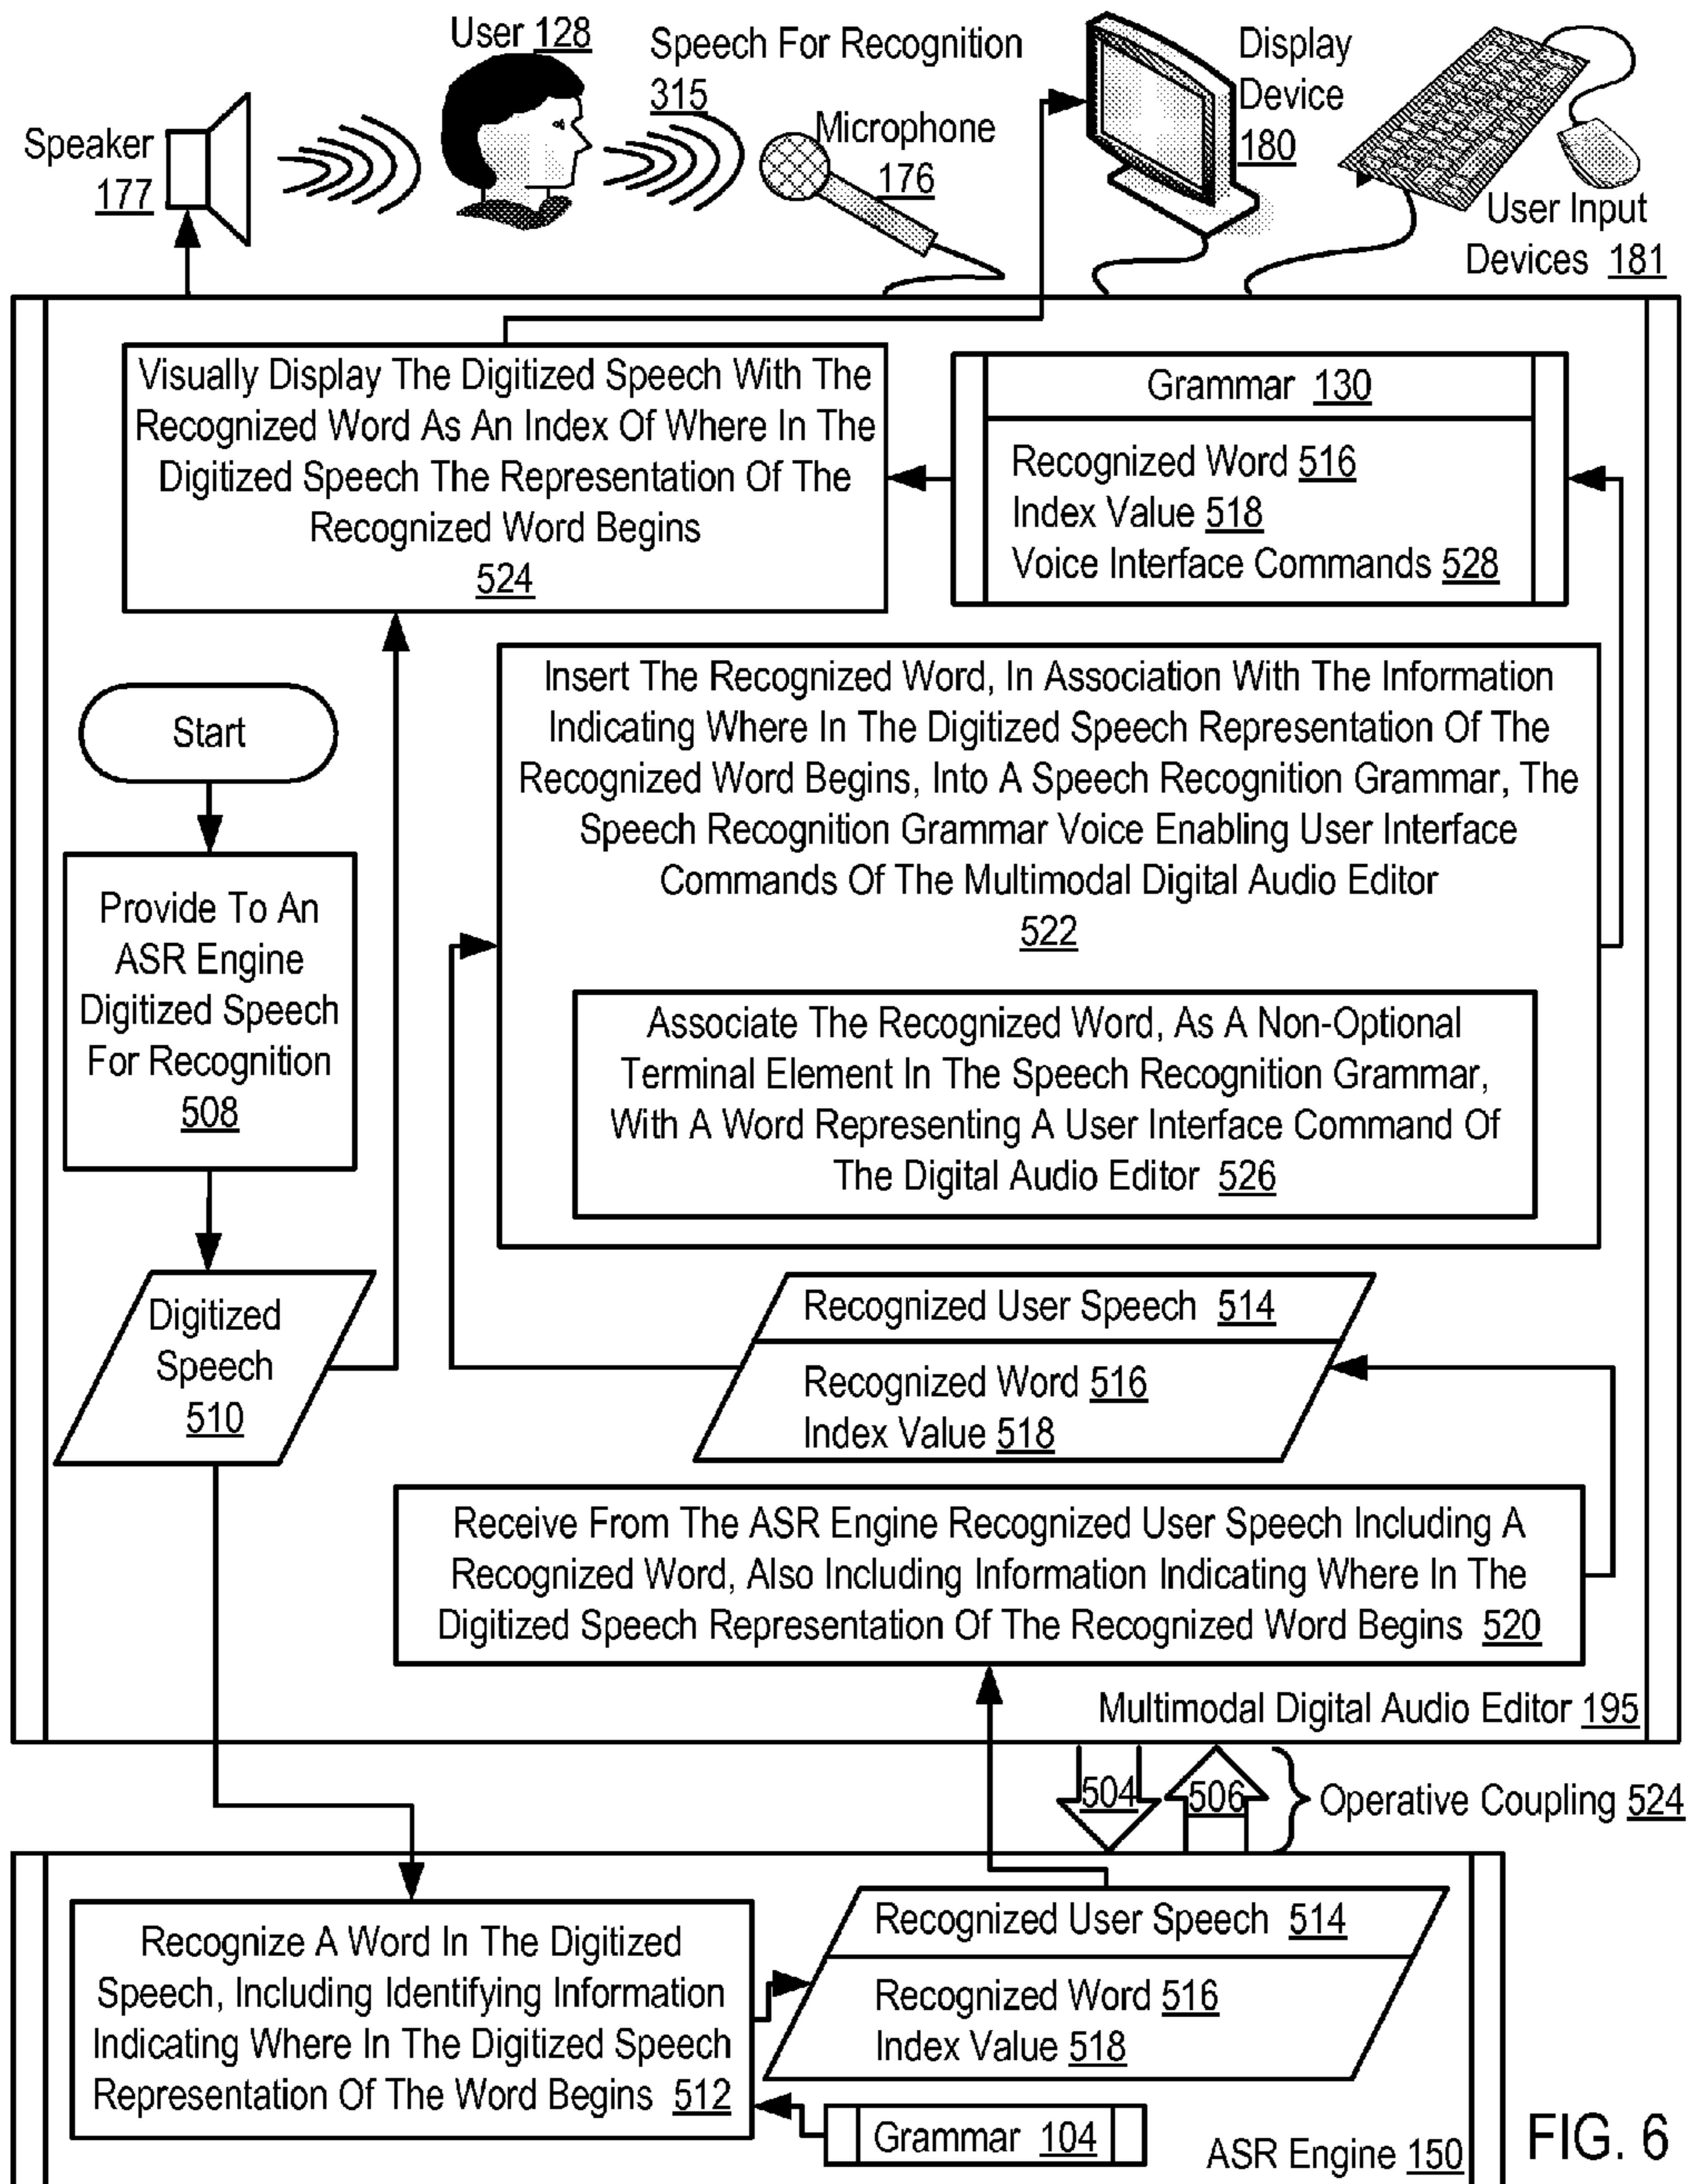 User 128
Speech For Recognition
315
Display
Device
180
Speaker
177
Microphone
176
User Input
Devices 181
Visually Display The Digitized Speech With The
Recognized Word As An Index Of Where In The
Digitized Speech The Representation Of The
Recognized Word Begins
524
Grammar 130
Recognized Word 516
Index Value 518
Voice Interface Commands 528
Start
Insert The Recognized Word, In Association With The Information
Indicating Where In The Digitized Speech Representation Of The
Recognized Word Begins, Into A Speech Recognition Grammar, The
Speech Recognition Grammar Voice Enabling User Interface
Commands Of The Multimodal Digital Audio Editor
522
Provide To An
ASR Engine
Digitized Speech
For Recognition
508
Associate The Recognized Word, As A Non-Optional
Terminal Element In The Speech Recognition Grammar,
With A Word Representing A User Interface Command Of
The Digital Audio Editor 526
Digitized
Speech
510
Recognized User Speech 514
Recognized Word 516
Index Value 518
Receive From The ASR Engine Recognized User Speech Including A
Recognized Word, Also Including Information Indicating Where In The
Digitized Speech Representation Of The Recognized Word Begins 520
Multimodal Digital Audio Editor 195
504
506
Operative Coupling 524
Recognize A Word In The Digitized
Speech, Including Identifying Information
Indicating Where In The Digitized Speech
Representation Of The Word Begins 512
Recognized User Speech 514
Recognized Word 516
Index Value 518
Grammar 104
ASR Engine 150
FIG. 6